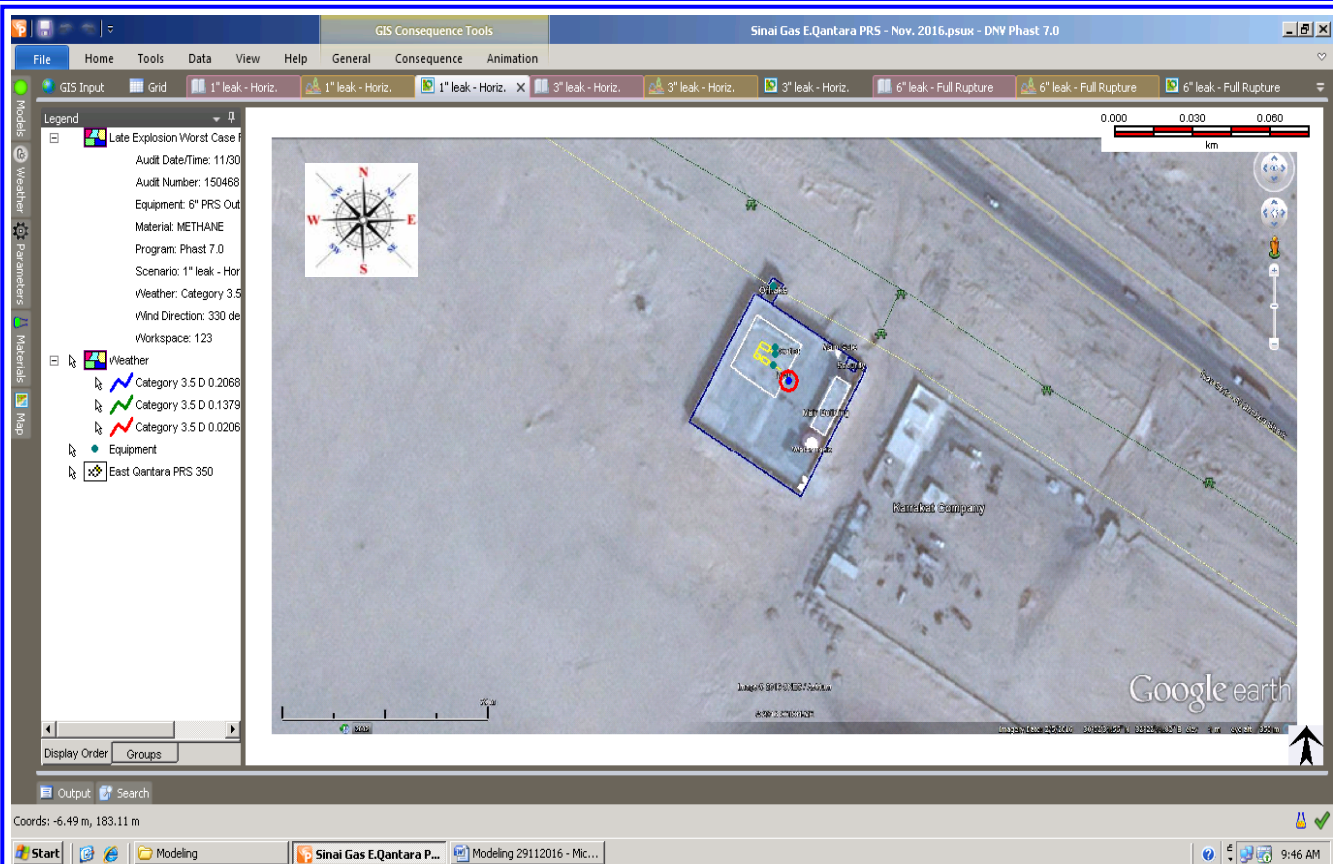 GIS Consequence Tools
Sinai Gas E.Qantara PRS - Nov. 2016.psux - DNV Phast 7.0
File Home Tools Data View Help General Consequence Animation
GIS Input Grid 1" leak - Horiz. 1" leak - Horiz. 1" leak - Horiz. X 3" leak - Horiz. 3" leak - Horiz. 3" leak - Horiz. 6" leak - Full Rupture 6" leak - Full Rupture 6" leak - Full Rupture
Models
Weather
Parameters
Materials
Map
Legend
Late Explosion Worst Case
Audit Date/Time: 11/30
Audit Number: 150468
Equipment: 6" PRS Out
Material: METHANE
Program: Phast 7.0
Scenario: 1" leak - Hor
Weather: Category 3.5
Wind Direction: 330 de
Workspace: 123
Weather
Category 3.5 D 0.2068
Category 3.5 D 0.1379
Category 3.5 D 0.0206
Equipment
East Qantara PRS 350
Display Order Groups
0.000 0.030 0.060
km
N
NW NE
W E
SW SE
S
Karrakat Company
Google earth
Output Search
Coords: -6.49 m, 183.11 m
Start Modeling Sinai Gas E.Qantara P... Modeling 29112016 - Mic... 9:46 AM